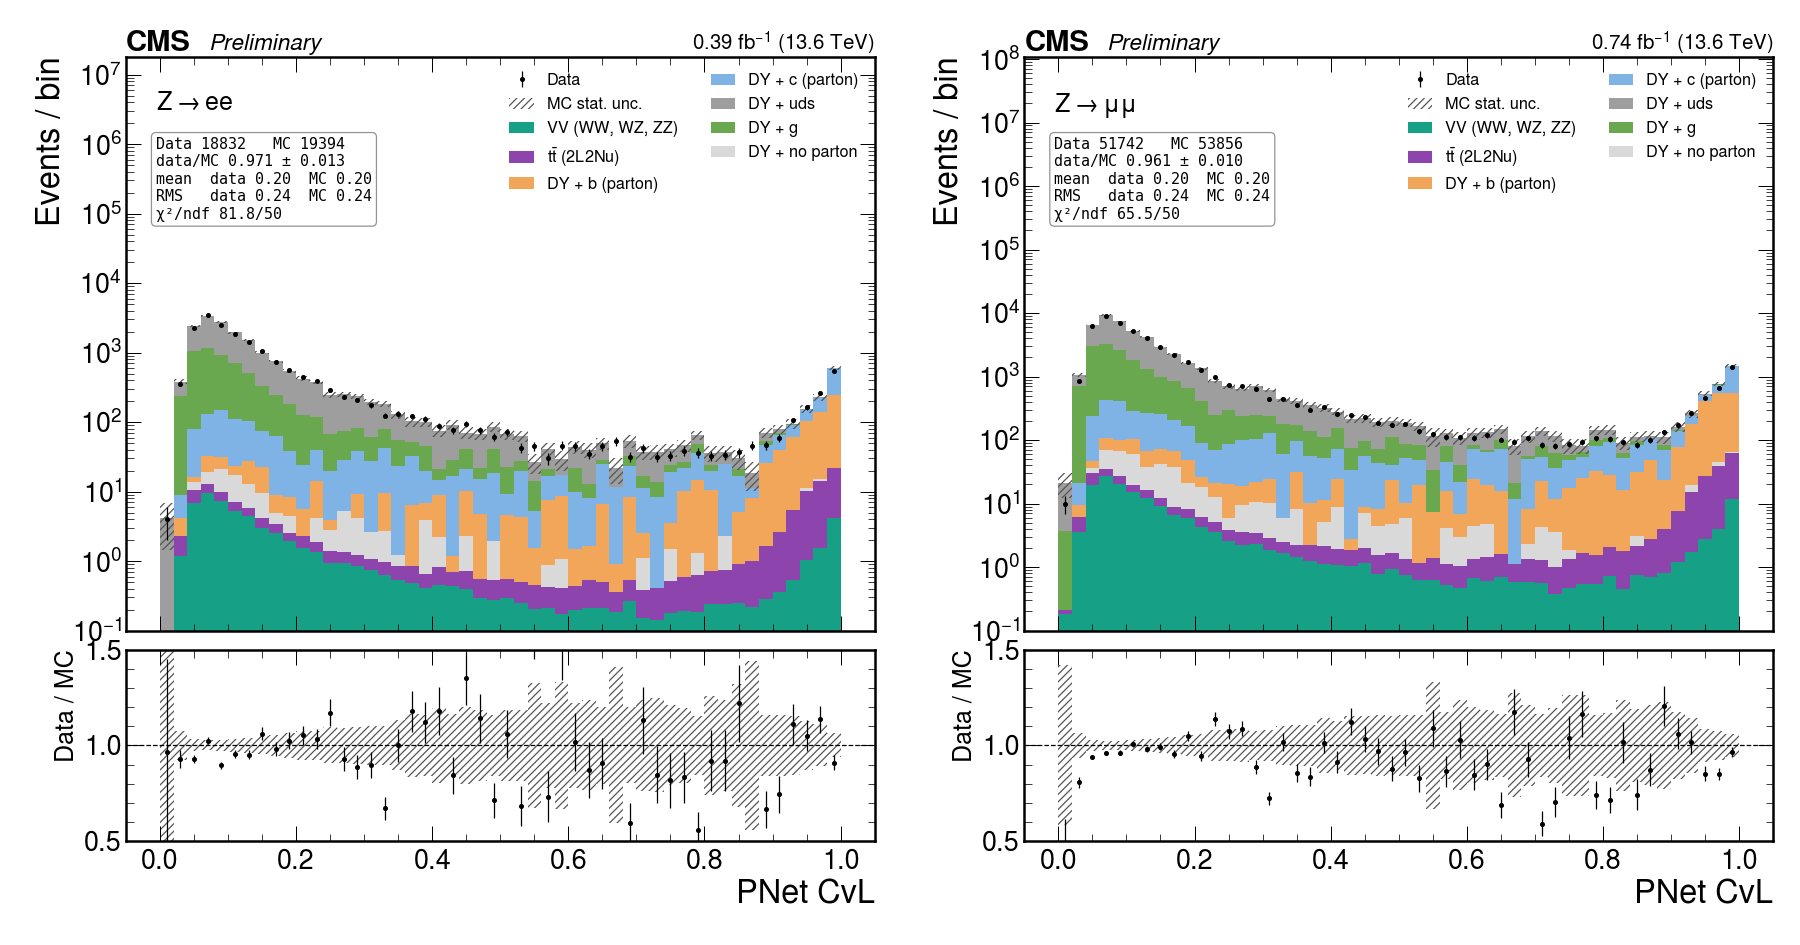 CMS Preliminary 0.39 fb⁻¹ (13.6 TeV)
Events / bin
10⁷
10⁶
10⁵
10⁴
10³
10²
10¹
10⁰
10⁻¹
Z → ee
Data 18832 MC 19394
data/MC 0.971 ± 0.013
mean data 0.20 MC 0.20
RMS data 0.24 MC 0.24
χ²/ndf 81.8/50
Data
MC stat. unc.
VV (WW, WZ, ZZ)
tt̄ (2L2Nu)
DY + b (parton)
DY + c (parton)
DY + uds
DY + g
DY + no parton
Data / MC
1.5
1.0
0.5
0.0 0.2 0.4 0.6 0.8 1.0
PNet CvL
CMS Preliminary 0.74 fb⁻¹ (13.6 TeV)
Events / bin
10⁸
10⁷
10⁶
10⁵
10⁴
10³
10²
10¹
10⁰
10⁻¹
Z → μμ
Data 51742 MC 53856
data/MC 0.961 ± 0.010
mean data 0.20 MC 0.20
RMS data 0.24 MC 0.24
χ²/ndf 65.5/50
Data
MC stat. unc.
VV (WW, WZ, ZZ)
tt̄ (2L2Nu)
DY + b (parton)
DY + c (parton)
DY + uds
DY + g
DY + no parton
Data / MC
1.5
1.0
0.5
0.0 0.2 0.4 0.6 0.8 1.0
PNet CvL